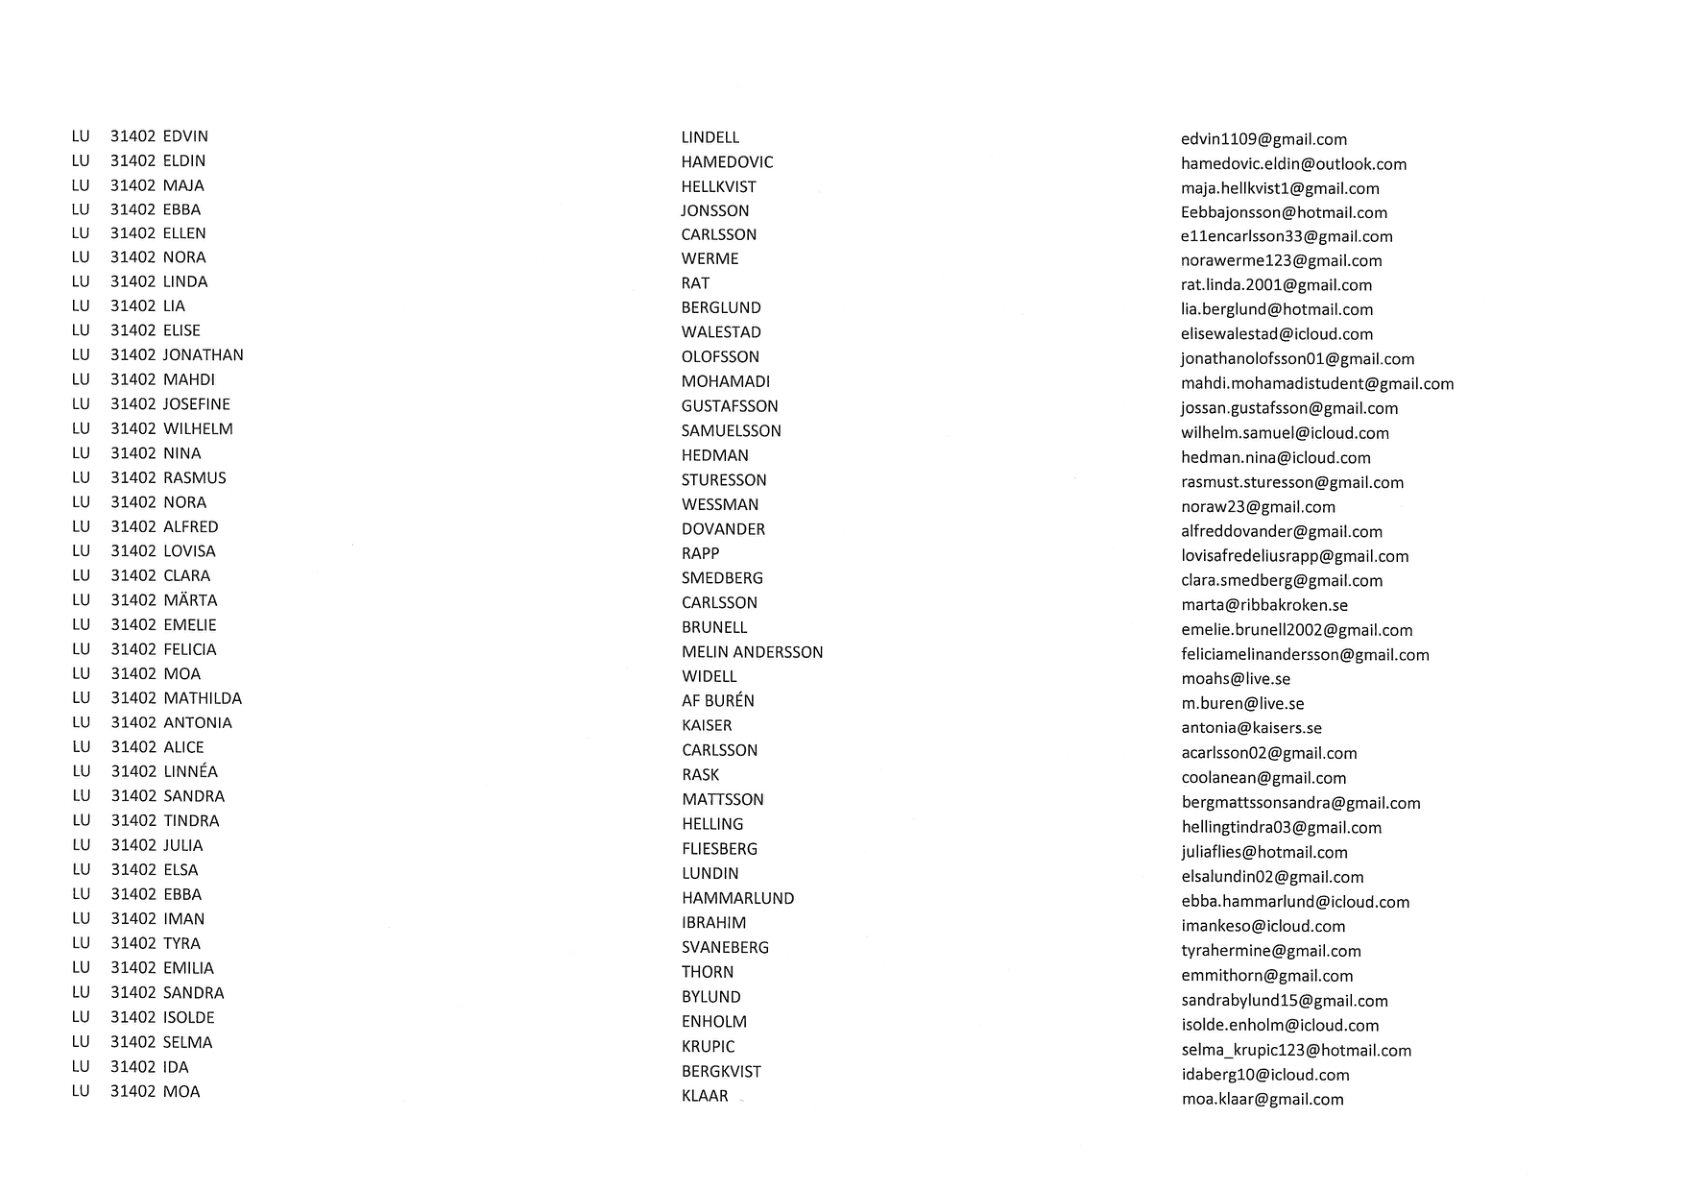 LU 31402 EDVIN LINDELL edvin1109@gmail.com
LU 31402 ELDIN HAMEDOVIC hamedovic.eldin@outlook.com
LU 31402 MAJA HELLKVIST maja.hellkvist1@gmail.com
LU 31402 EBBA JONSSON Eebbajonsson@hotmail.com
LU 31402 ELLEN CARLSSON e11encarlsson33@gmail.com
LU 31402 NORA WERME norawerme123@gmail.com
LU 31402 LINDA RAT rat.linda.2001@gmail.com
LU 31402 LIA BERGLUND lia.berglund@hotmail.com
LU 31402 ELISE WALESTAD elisewalestad@icloud.com
LU 31402 JONATHAN OLOFSSON jonathanolofsson01@gmail.com
LU 31402 MAHDI MOHAMADI mahdi.mohamadistudent@gmail.com
LU 31402 JOSEFINE GUSTAFSSON jossan.gustafsson@gmail.com
LU 31402 WILHELM SAMUELSSON wilhelm.samuel@icloud.com
LU 31402 NINA HEDMAN hedman.nina@icloud.com
LU 31402 RASMUS STURESSON rasmust.sturesson@gmail.com
LU 31402 NORA WESSMAN noraw23@gmail.com
LU 31402 ALFRED DOVANDER alfreddovander@gmail.com
LU 31402 LOVISA RAPP lovisafredeliusrapp@gmail.com
LU 31402 CLARA SMEDBERG clara.smedberg@gmail.com
LU 31402 MÄRTA CARLSSON marta@ribbakroken.se
LU 31402 EMELIE BRUNELL emelie.brunell2002@gmail.com
LU 31402 FELICIA MELIN ANDERSSON feliciamelinandersson@gmail.com
LU 31402 MOA WIDELL moahs@live.se
LU 31402 MATHILDA AF BURÉN m.buren@live.se
LU 31402 ANTONIA KAISER antonia@kaisers.se
LU 31402 ALICE CARLSSON acarlsson02@gmail.com
LU 31402 LINNÉA RASK coolanean@gmail.com
LU 31402 SANDRA MATTSSON bergmattssonsandra@gmail.com
LU 31402 TINDRA HELLING hellingtindra03@gmail.com
LU 31402 JULIA FLIESBERG juliaflies@hotmail.com
LU 31402 ELSA LUNDIN elsalundin02@gmail.com
LU 31402 EBBA HAMMARLUND ebba.hammarlund@icloud.com
LU 31402 IMAN IBRAHIM imankeso@icloud.com
LU 31402 TYRA SVANEBERG tyrahermine@gmail.com
LU 31402 EMILIA THORN emmithorn@gmail.com
LU 31402 SANDRA BYLUND sandrabylund15@gmail.com
LU 31402 ISOLDE ENHOLM isolde.enholm@icloud.com
LU 31402 SELMA KRUPIC selma_krupic123@hotmail.com
LU 31402 IDA BERGKVIST idaberg10@icloud.com
LU 31402 MOA KLAAR moa.klaar@gmail.com